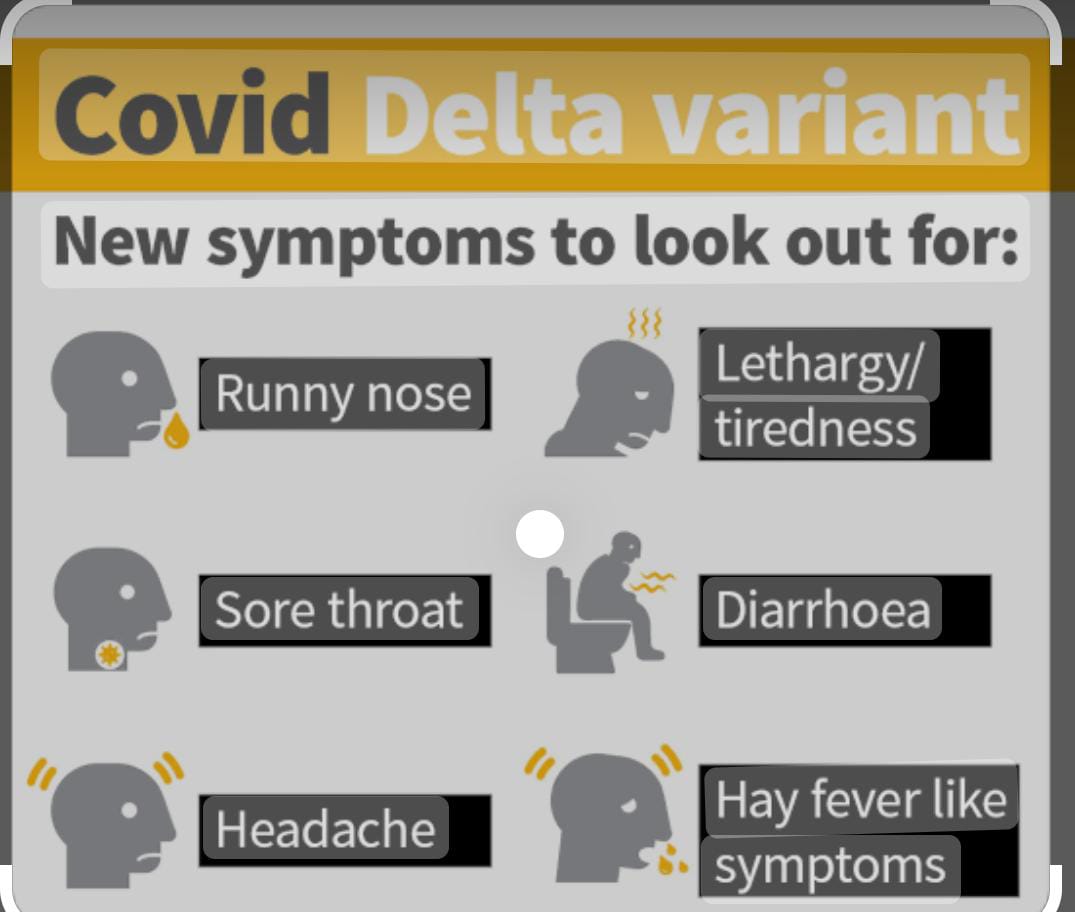 Covid Delta variant
New symptoms to look out for:
Runny nose
Lethargy/
tiredness
Sore throat
Diarrhoea
Headache
Hay fever like
symptoms